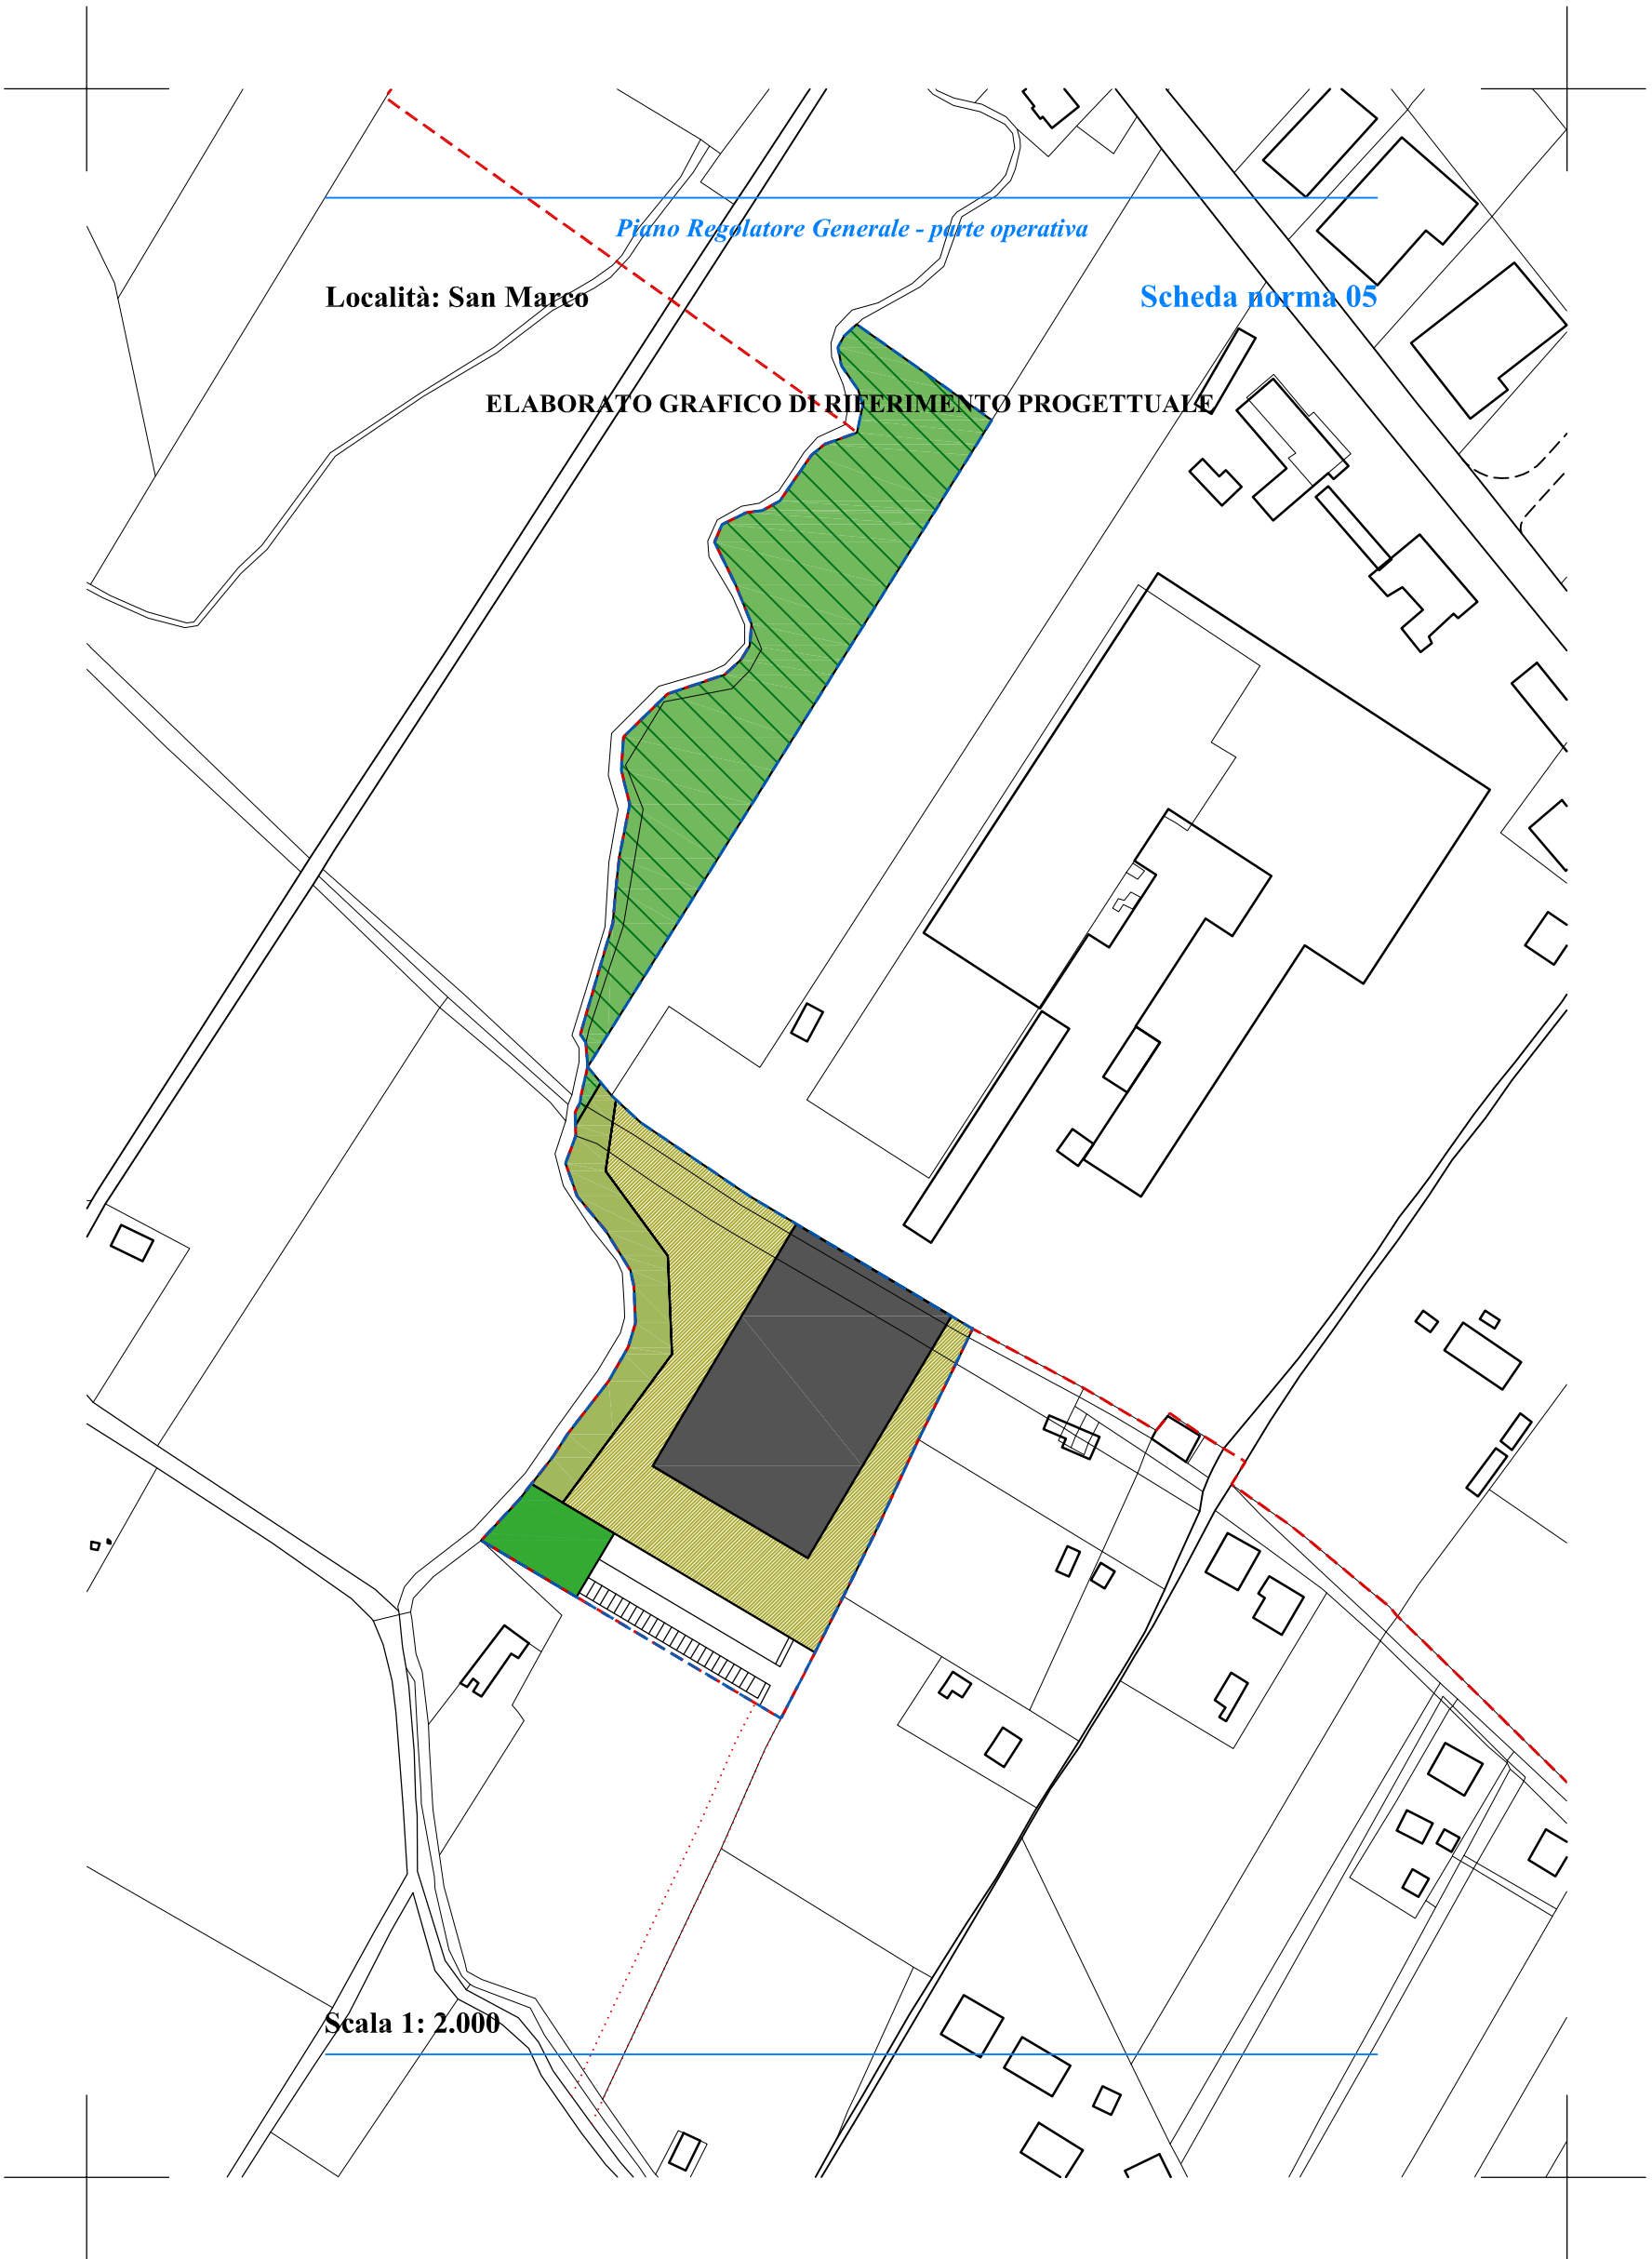 Piano Regolatore Generale - parte operativa
Località: San Marco
Scheda norma 05
ELABORATO GRAFICO DI RIFERIMENTO PROGETTUALE
Scala 1: 2.000